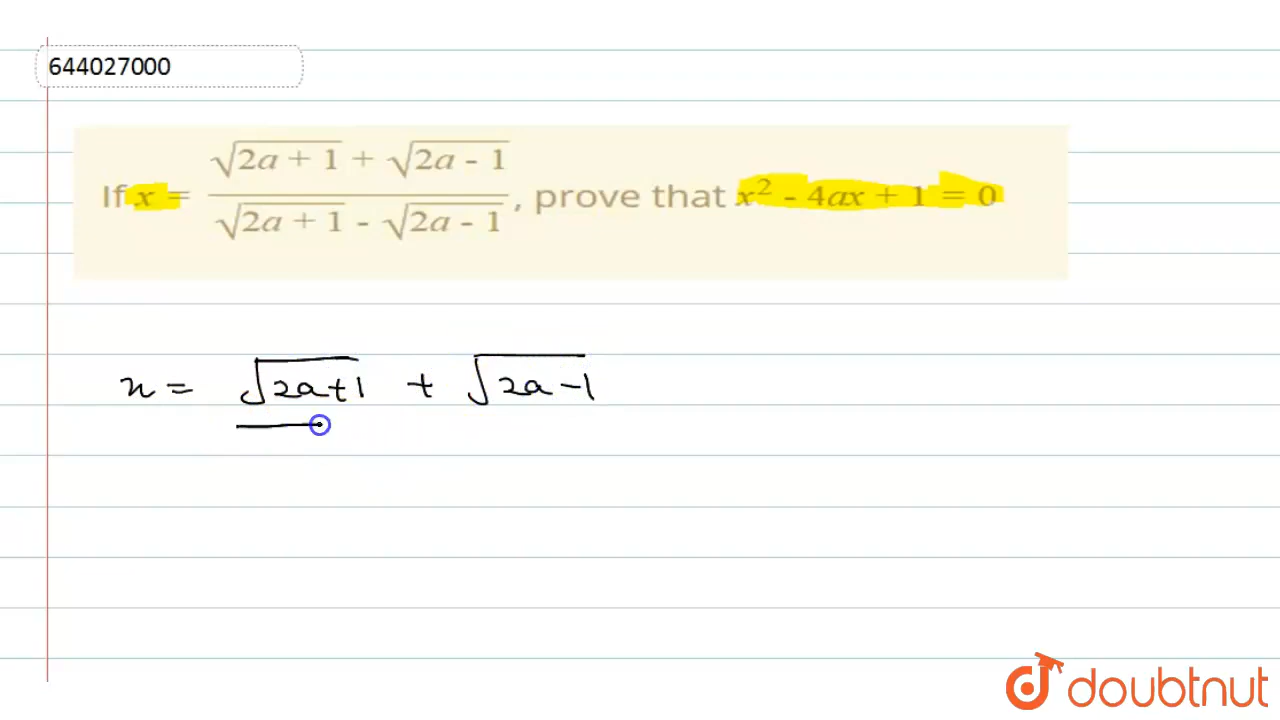 644027000
If x = (√(2a + 1) + √(2a - 1)) / (√(2a + 1) - √(2a - 1)), prove that x² - 4ax + 1 = 0
x = √(2a+1) + √(2a-1)
doubtnut